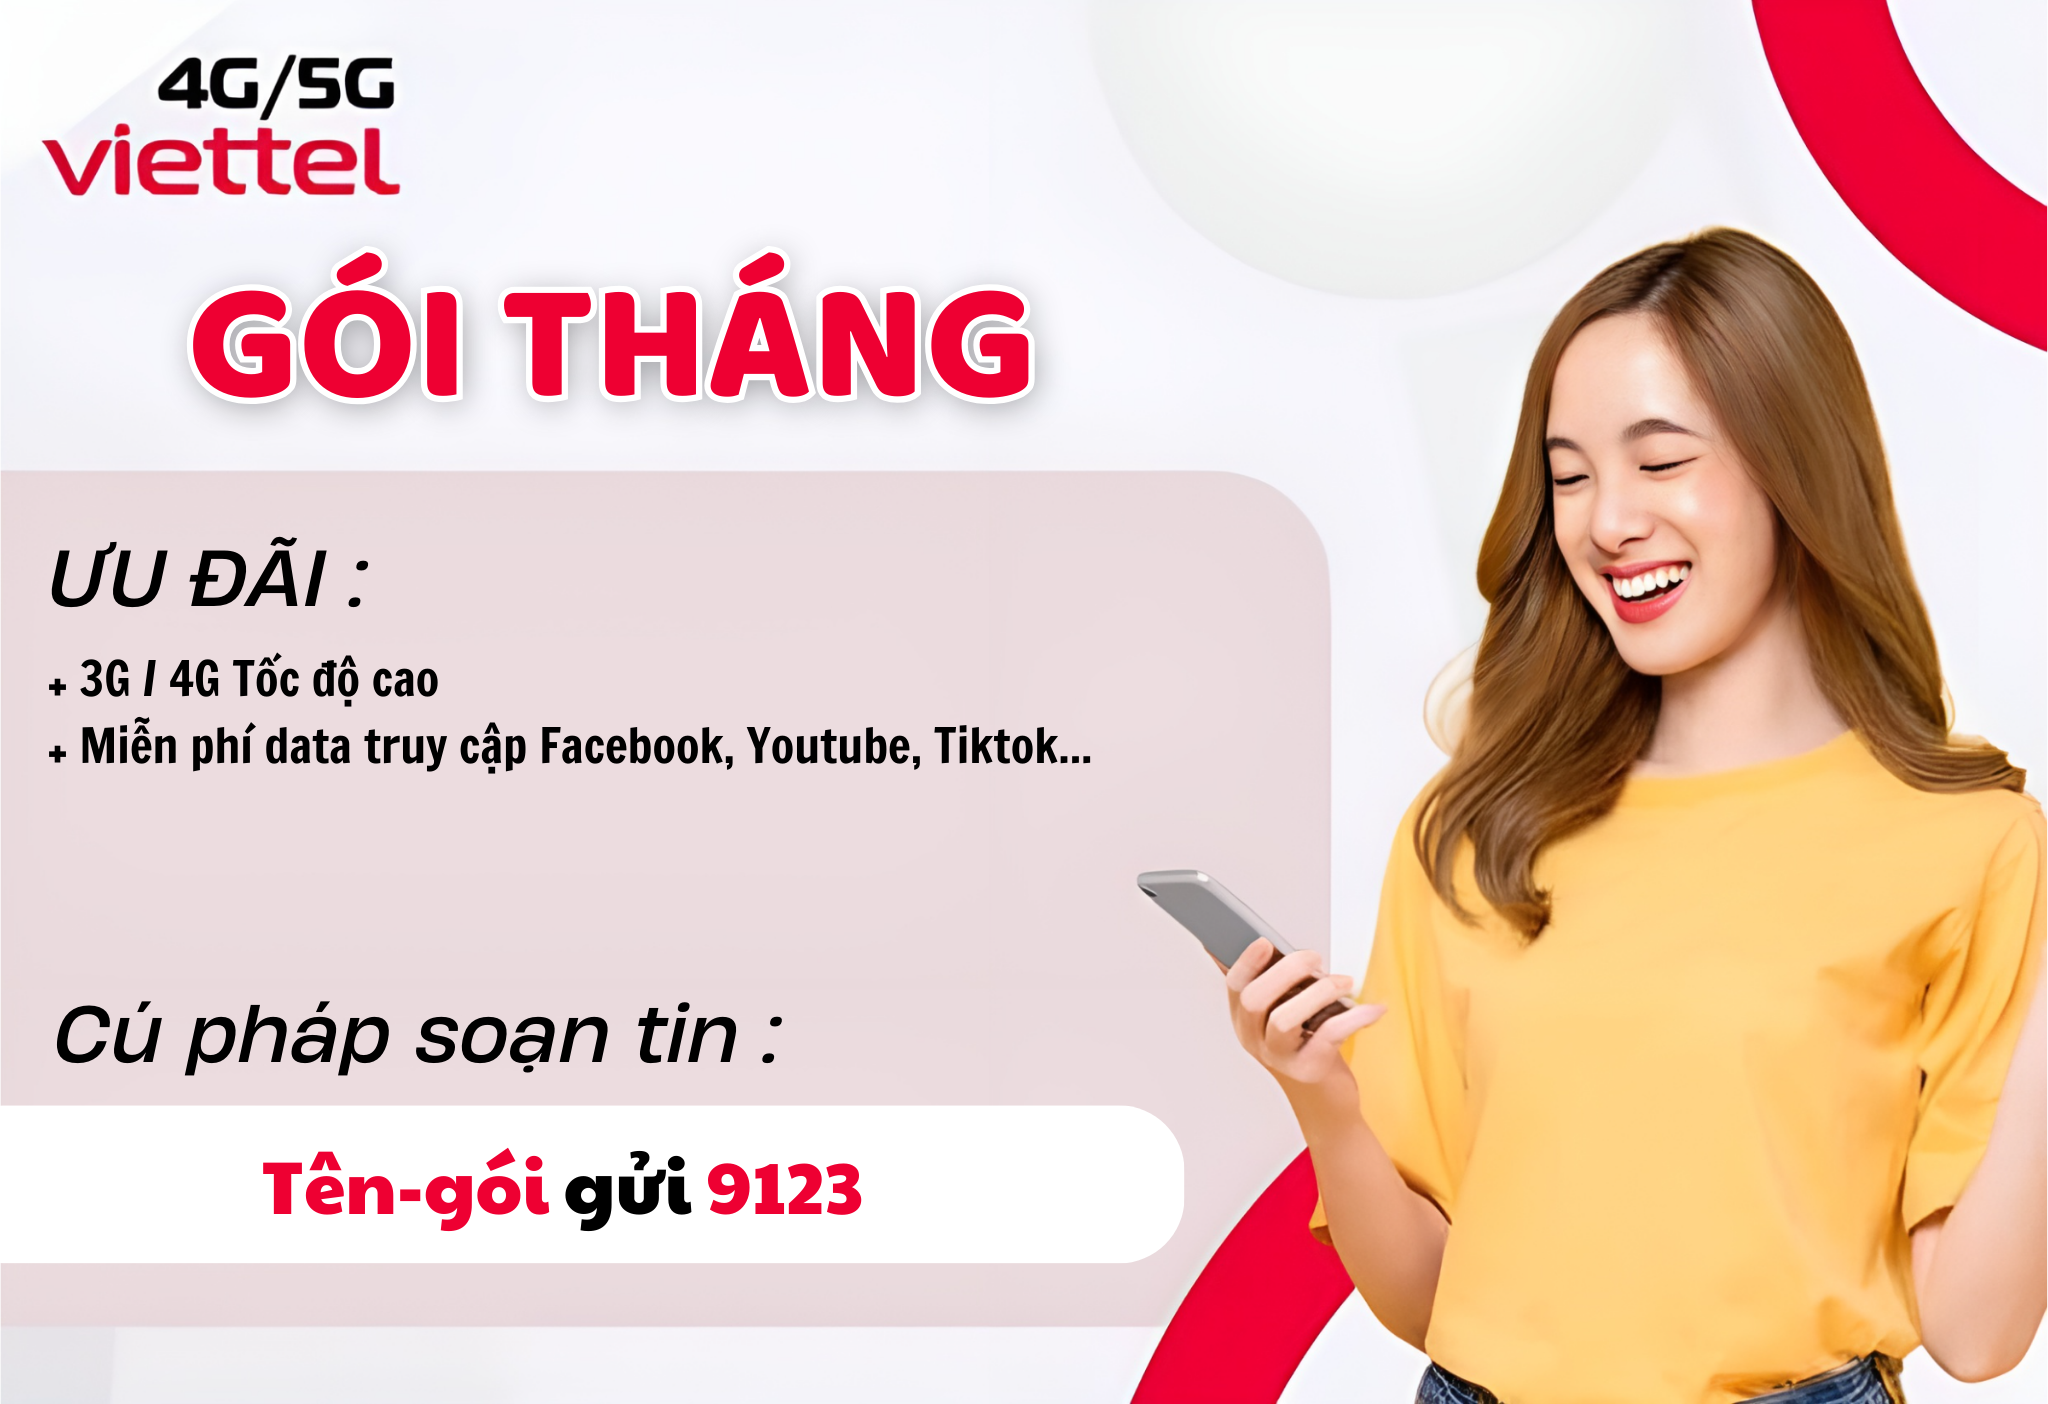 4G/5G
viettel
GÓI THÁNG
ƯU ĐÃI :
+ 3G / 4G Tốc độ cao
+ Miễn phí data truy cập Facebook, Youtube, Tiktok...
Cú pháp soạn tin :
Tên-gói gửi 9123